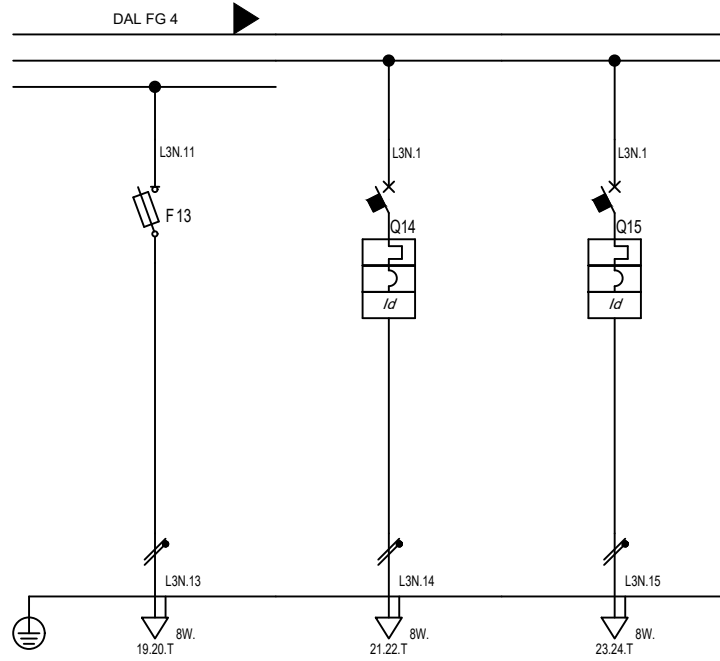 DAL FG 4
L3N.11
L3N.1
L3N.1
F13
Q14
Q15
Id
Id
L3N.13
L3N.14
L3N.15
8W.
8W.
8W.
19.20.T
21.22.T
23.24.T